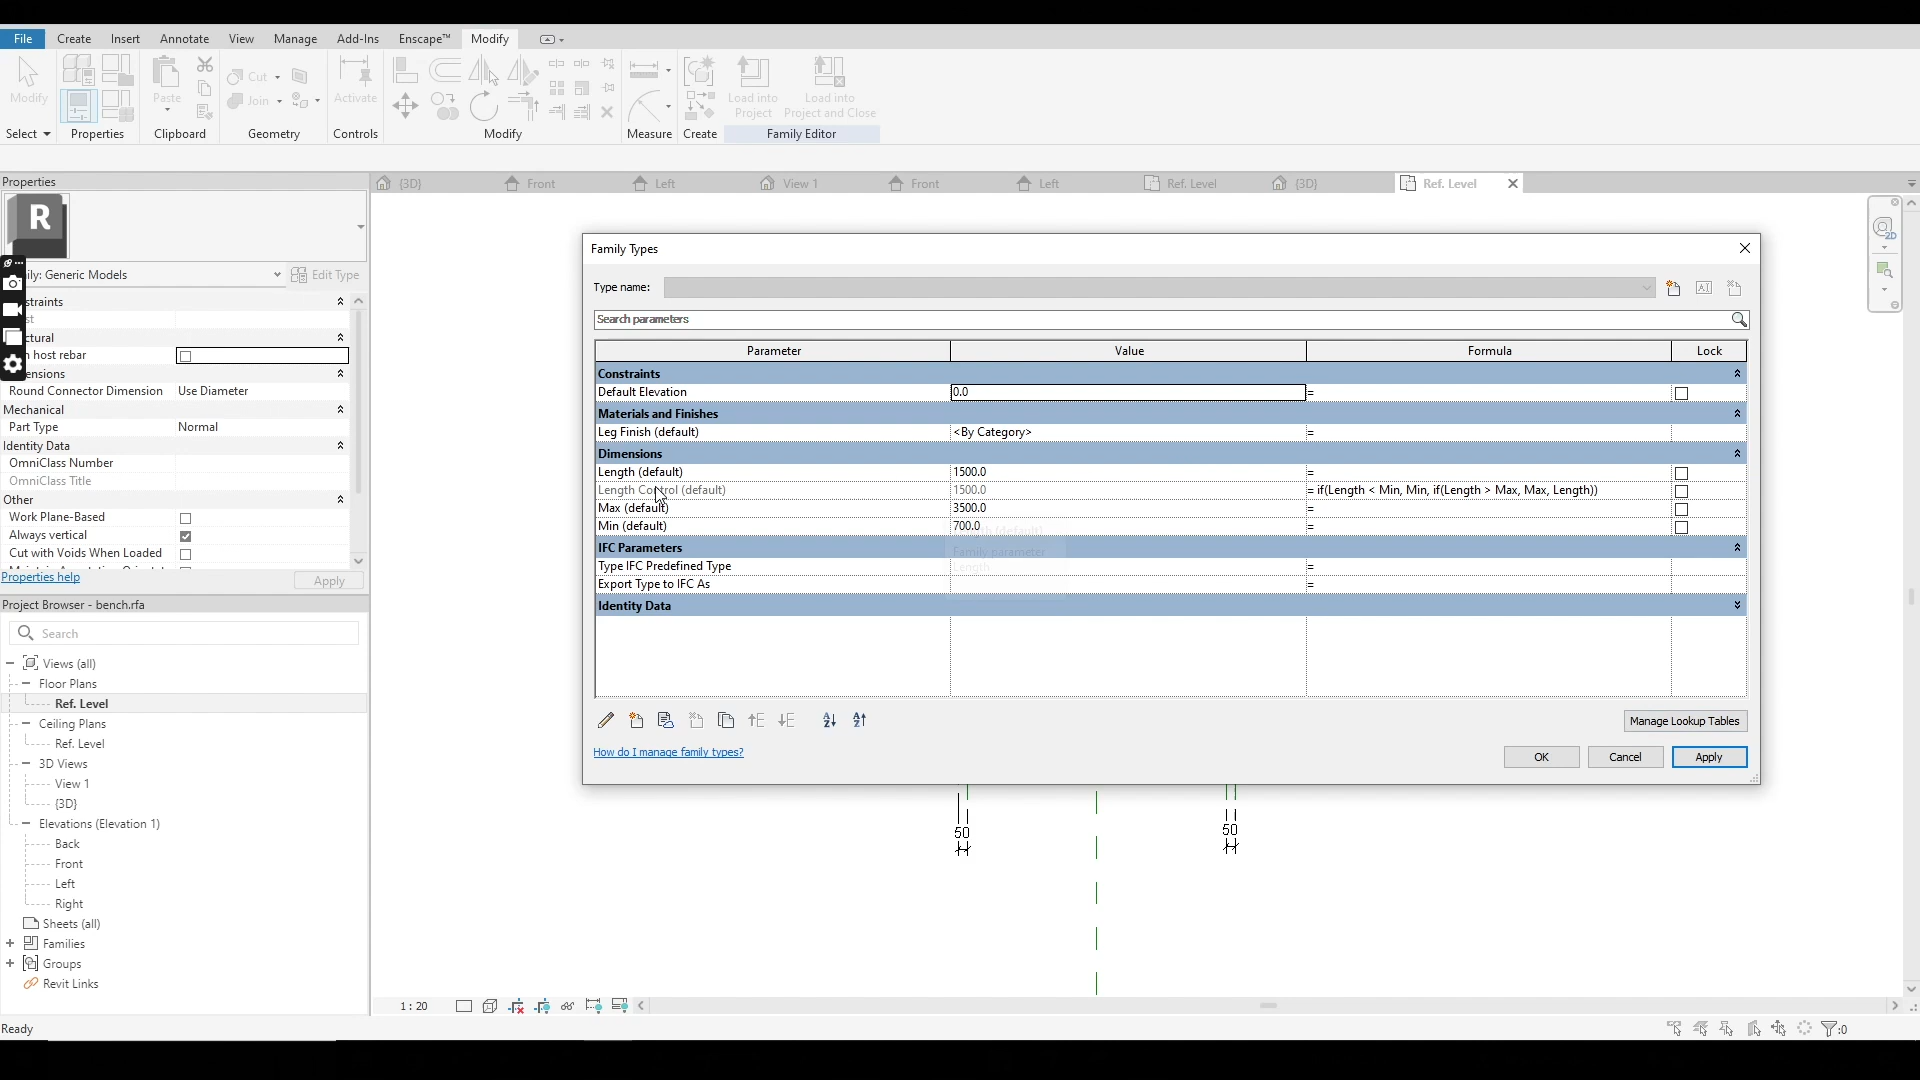 File Create Insert Annotate View Manage Add-Ins Enscape™ Modify
Modify
Paste
Cut
Join
Activate
Load into Project
Load into Project and Close
Select
Properties
Clipboard
Geometry
Controls
Modify
Measure
Create
Family Editor
Properties
{3D} Front Left View 1 Front Left Ref. Level {3D} Ref. Level
R
ily: Generic Models
Edit Type
straints
st
ctural
n host rebar
ensions
Round Connector Dimension Use Diameter
Mechanical
Part Type Normal
Identity Data
OmniClass Number
OmniClass Title
Other
Work Plane-Based
Always vertical
Cut with Voids When Loaded
Properties help
Apply
Project Browser - bench.rfa
Search
Views (all)
Floor Plans
Ref. Level
Ceiling Plans
Ref. Level
3D Views
View 1
{3D}
Elevations (Elevation 1)
Back
Front
Left
Right
Sheets (all)
Families
Groups
Revit Links
Family Types
Type name:
Search parameters
Parameter Value Formula Lock
Constraints
Default Elevation 0.0 =
Materials and Finishes
Leg Finish (default) <By Category> =
Dimensions
Length (default) 1500.0 =
Length Control (default) 1500.0 = if(Length < Min, Min, if(Length > Max, Max, Length))
Max (default) 3500.0 =
Min (default) 700.0 =
IFC Parameters
Family parameter
Type IFC Predefined Type =
Length
Export Type to IFC As =
Identity Data
Manage Lookup Tables
How do I manage family types?
OK Cancel Apply
50 50
1 : 20
Ready
2D
:0